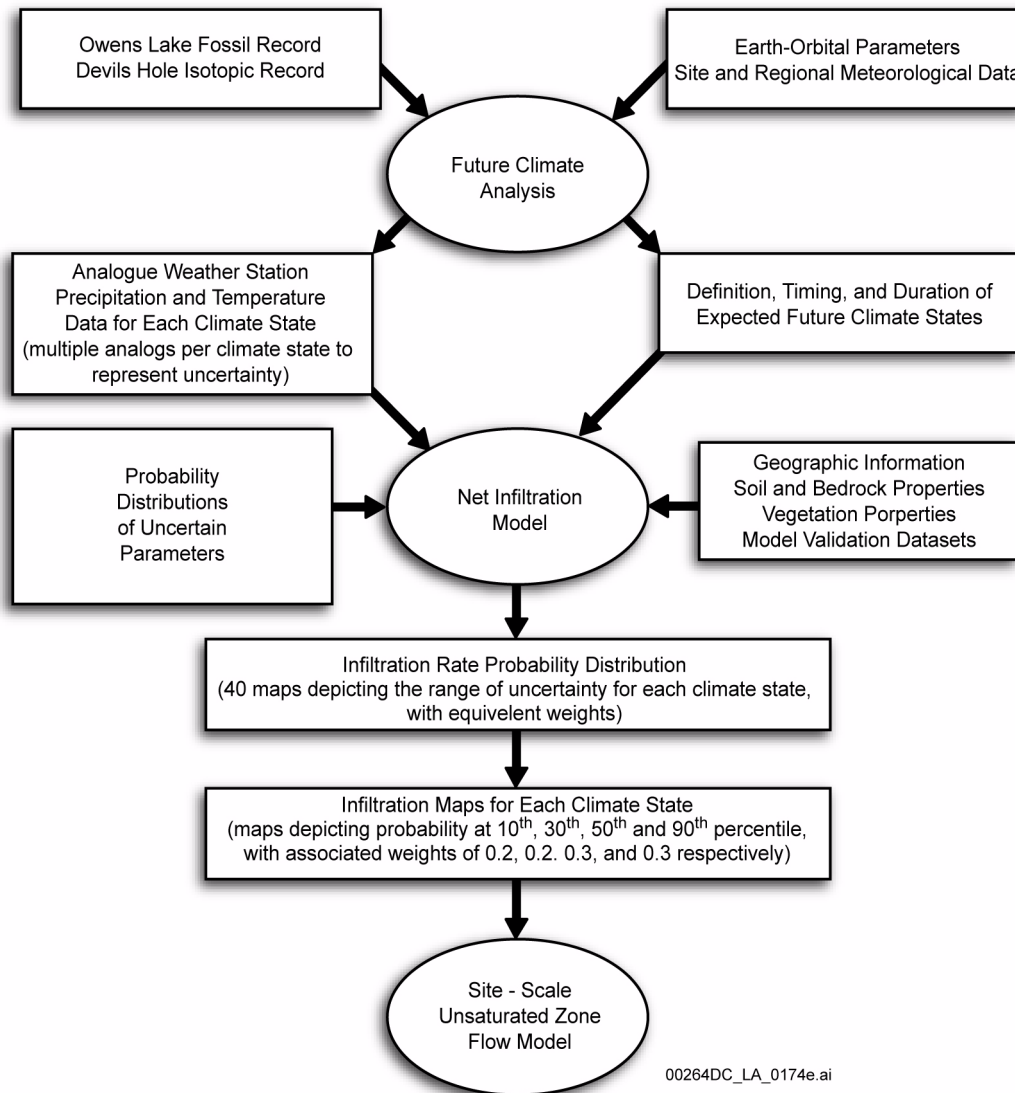 Owens Lake Fossil Record
Devils Hole Isotopic Record
Earth-Orbital Parameters
Site and Regional Meteorological Data
Future Climate
Analysis
Analogue Weather Station
Precipitation and Temperature
Data for Each Climate State
(multiple analogs per climate state to
represent uncertainty)
Definition, Timing, and Duration of
Expected Future Climate States
Probability
Distributions
of Uncertain
Parameters
Net Infiltration
Model
Geographic Information
Soil and Bedrock Properties
Vegetation Porperties
Model Validation Datasets
Infiltration Rate Probability Distribution
(40 maps depicting the range of uncertainty for each climate state,
with equivelent weights)
Infiltration Maps for Each Climate State
(maps depicting probability at 10th, 30th, 50th and 90th percentile,
with associated weights of 0.2, 0.2. 0.3, and 0.3 respectively)
Site - Scale
Unsaturated Zone
Flow Model
00264DC_LA_0174e.ai